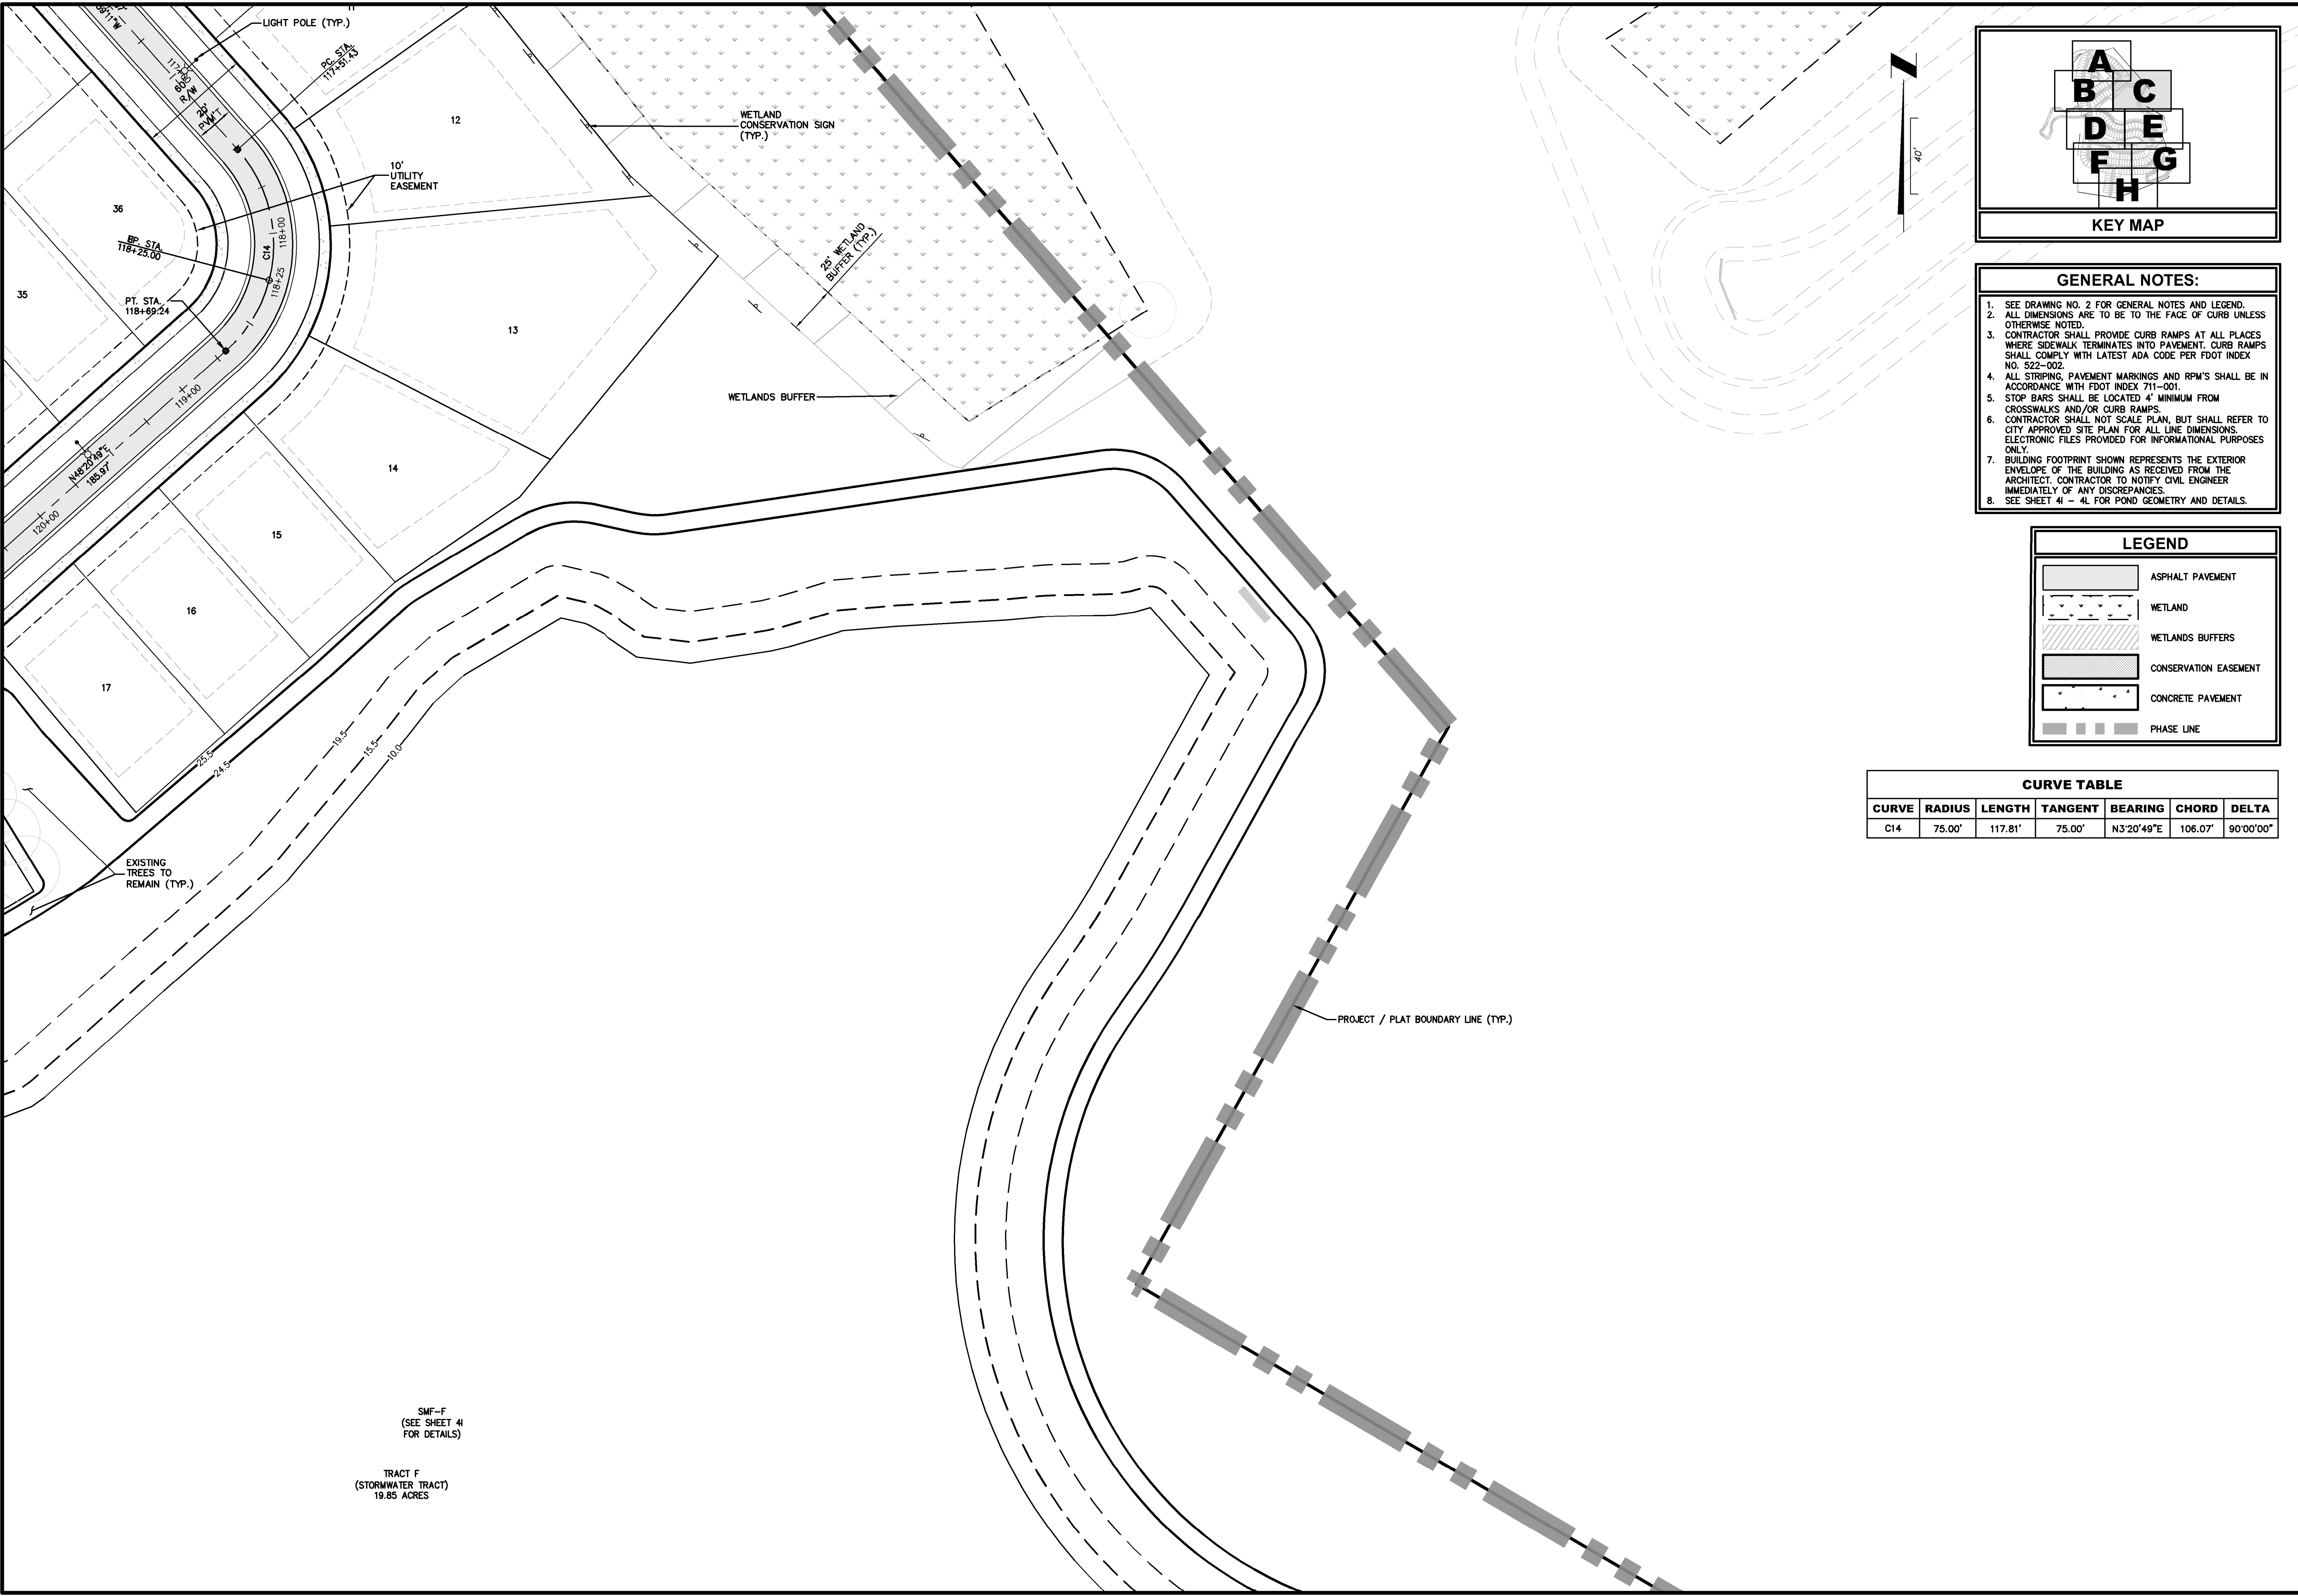 LIGHT POLE (TYP.)
117+00
60'
R/W
20'
PVM'T
PC. STA.
117+51.43
12
10'
UTILITY
EASEMENT
WETLAND
CONSERVATION SIGN
(TYP.)
25' WETLAND
BUFFER (TYP.)
36
BP. STA.
118+25.00
C14
118+00
118+25
35
PT. STA.
118+69.24
13
WETLANDS BUFFER
119+00
N48°20'49"E
185.97'
120+00
14
15
16
17
25.5
24.5
19.5
15.5
10.0
EXISTING
TREES TO
REMAIN (TYP.)
PROJECT / PLAT BOUNDARY LINE (TYP.)
SMF-F
(SEE SHEET 4I
FOR DETAILS)
TRACT F
(STORMWATER TRACT)
19.85 ACRES
40'
A
B C
D E
F G
H
KEY MAP
GENERAL NOTES:
1. SEE DRAWING NO. 2 FOR GENERAL NOTES AND LEGEND.
2. ALL DIMENSIONS ARE TO BE TO THE FACE OF CURB UNLESS
OTHERWISE NOTED.
3. CONTRACTOR SHALL PROVIDE CURB RAMPS AT ALL PLACES
WHERE SIDEWALK TERMINATES INTO PAVEMENT. CURB RAMPS
SHALL COMPLY WITH LATEST ADA CODE PER FDOT INDEX
NO. 522-002.
4. ALL STRIPING, PAVEMENT MARKINGS AND RPM'S SHALL BE IN
ACCORDANCE WITH FDOT INDEX 711-001.
5. STOP BARS SHALL BE LOCATED 4' MINIMUM FROM
CROSSWALKS AND/OR CURB RAMPS.
6. CONTRACTOR SHALL NOT SCALE PLAN, BUT SHALL REFER TO
CITY APPROVED SITE PLAN FOR ALL LINE DIMENSIONS.
ELECTRONIC FILES PROVIDED FOR INFORMATIONAL PURPOSES
ONLY.
7. BUILDING FOOTPRINT SHOWN REPRESENTS THE EXTERIOR
ENVELOPE OF THE BUILDING AS RECEIVED FROM THE
ARCHITECT. CONTRACTOR TO NOTIFY CIVIL ENGINEER
IMMEDIATELY OF ANY DISCREPANCIES.
8. SEE SHEET 4I - 4L FOR POND GEOMETRY AND DETAILS.
LEGEND
ASPHALT PAVEMENT
WETLAND
WETLANDS BUFFERS
CONSERVATION EASEMENT
CONCRETE PAVEMENT
PHASE LINE
CURVE TABLE
CURVE RADIUS LENGTH TANGENT BEARING CHORD DELTA
C14 75.00' 117.81' 75.00' N3°20'49"E 106.07' 90°00'00"